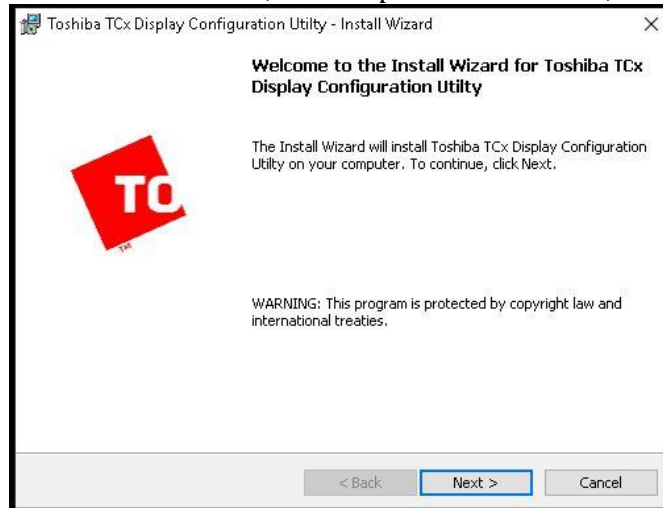 Toshiba TCx Display Configuration Utilty - Install Wizard
Welcome to the Install Wizard for Toshiba TCx
Display Configuration Utilty
The Install Wizard will install Toshiba TCx Display Configuration
Utilty on your computer. To continue, click Next.
TO
TM
WARNING: This program is protected by copyright law and
international treaties.
< Back
Next >
Cancel